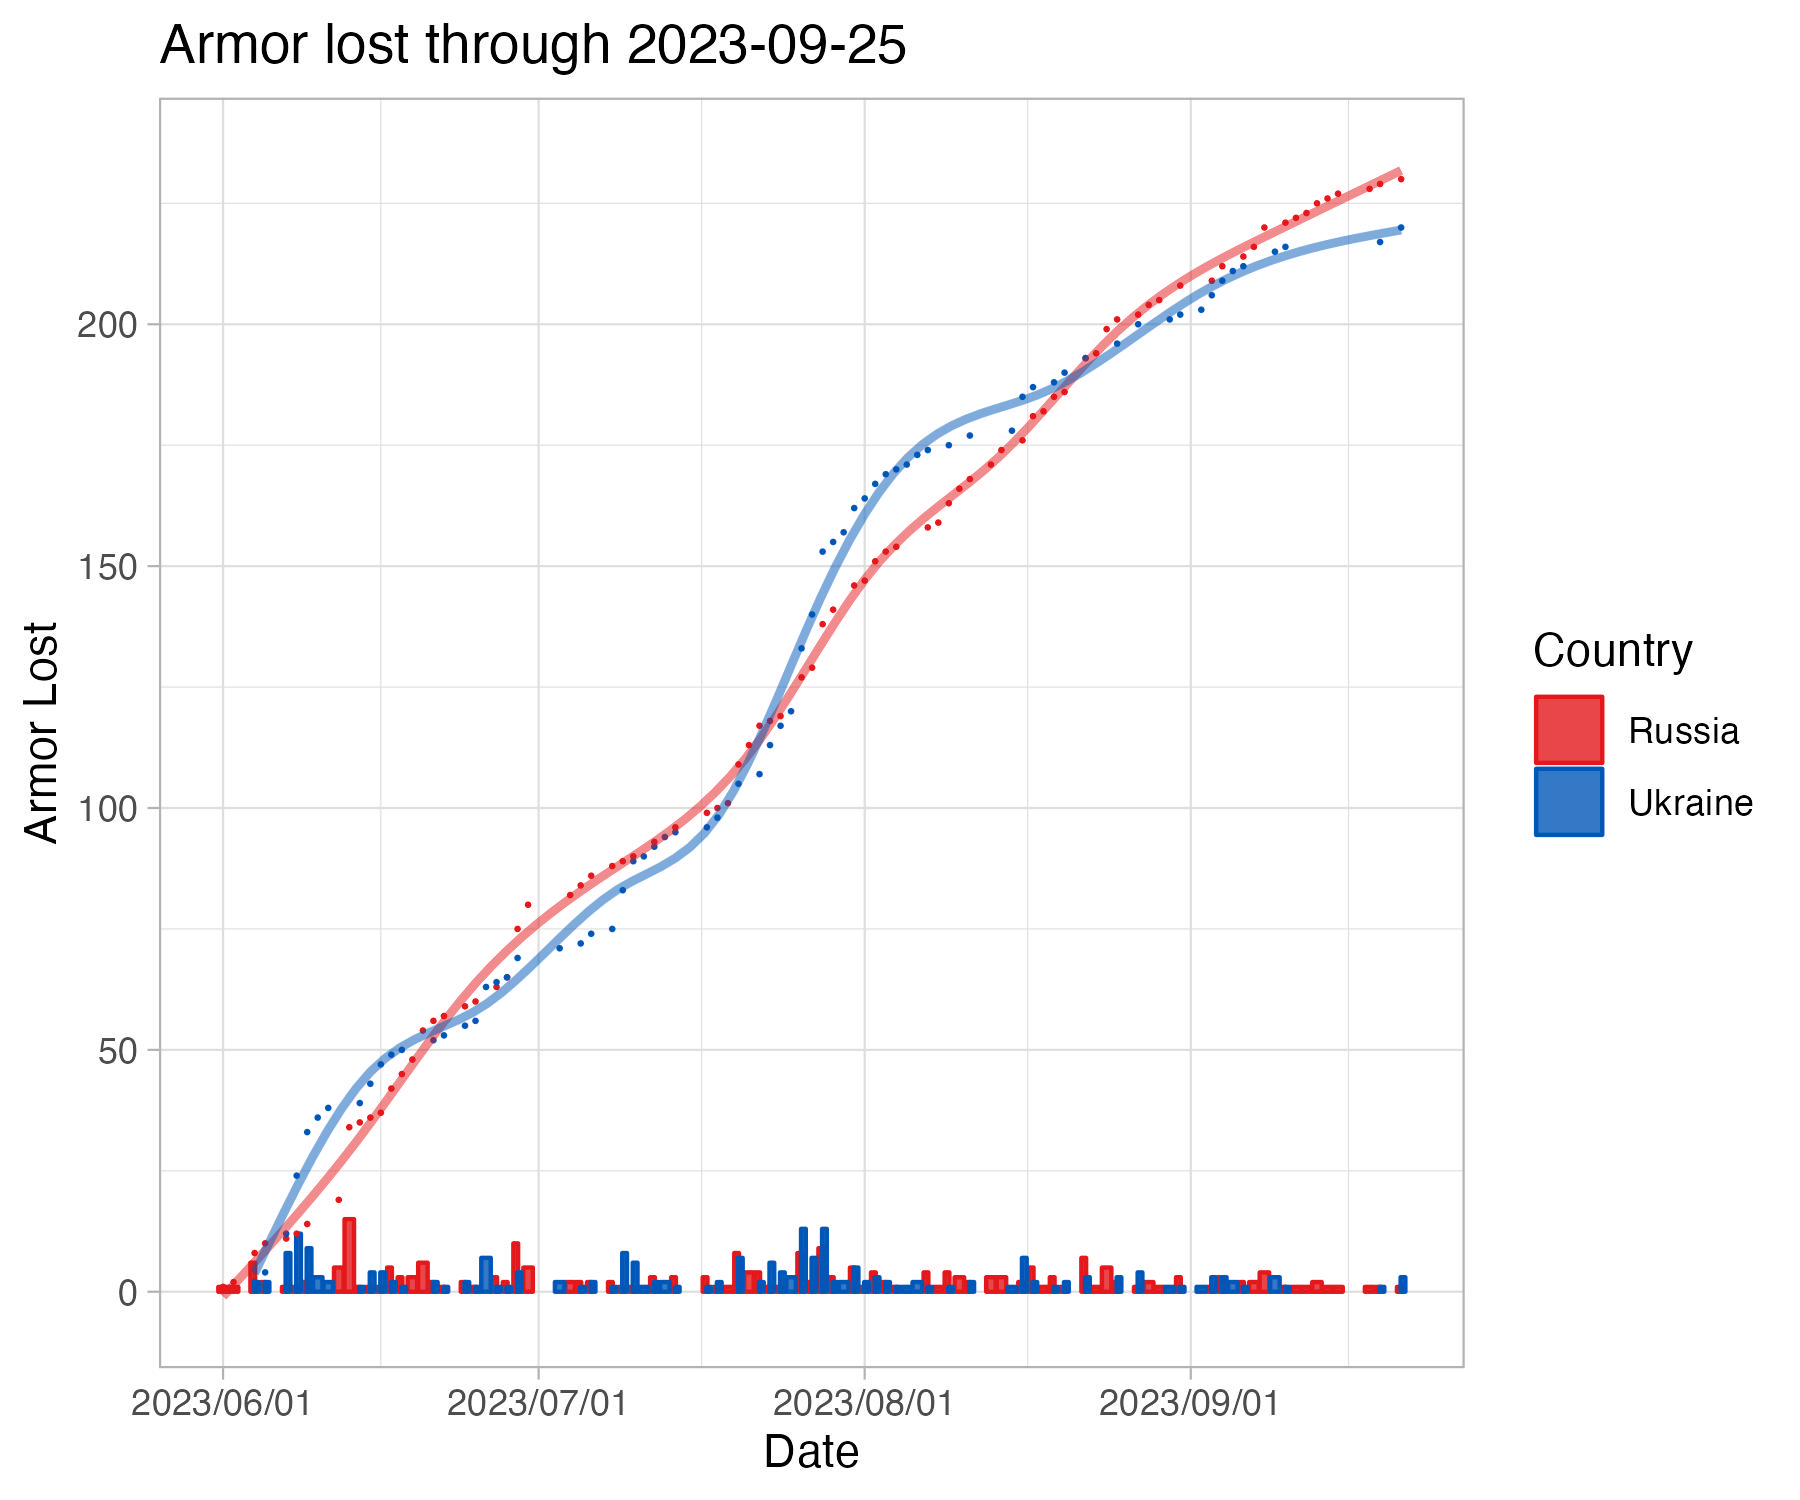 Armor lost through 2023-09-25
Armor Lost
200
150
100
50
0
2023/06/01
2023/07/01
2023/08/01
2023/09/01
Date
Country
Russia
Ukraine